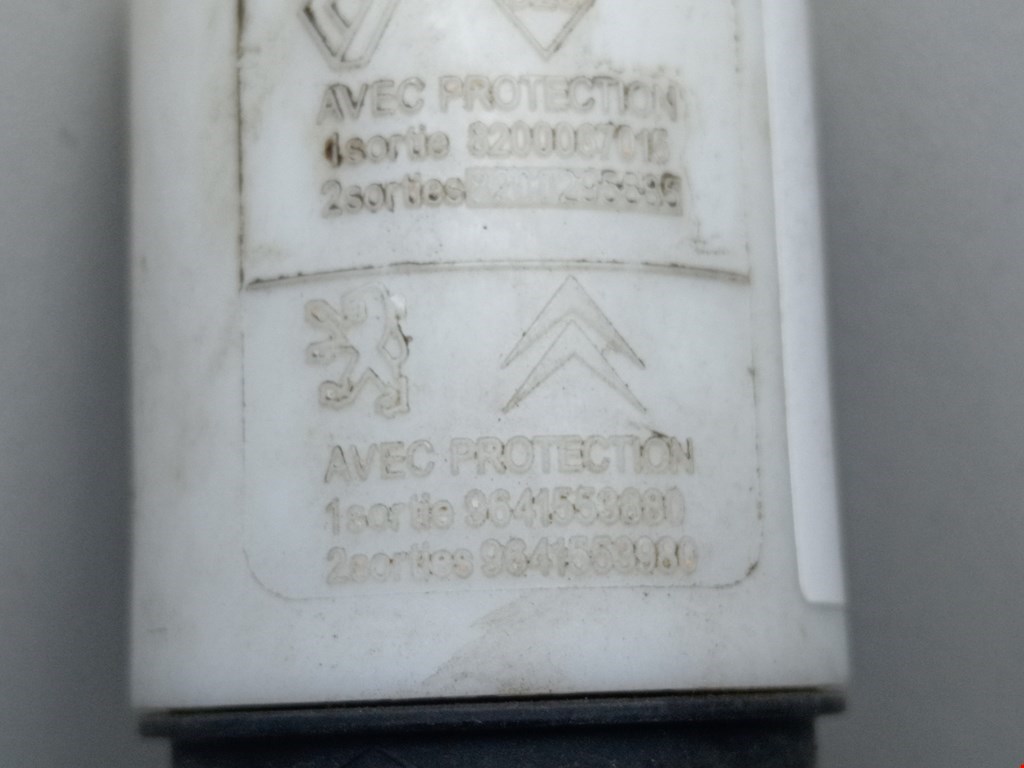 AVEC PROTECTION
1sortie 8200067015
2sorties
AVEC PROTECTION
1sortie 9641553880
2sorties 9641553980